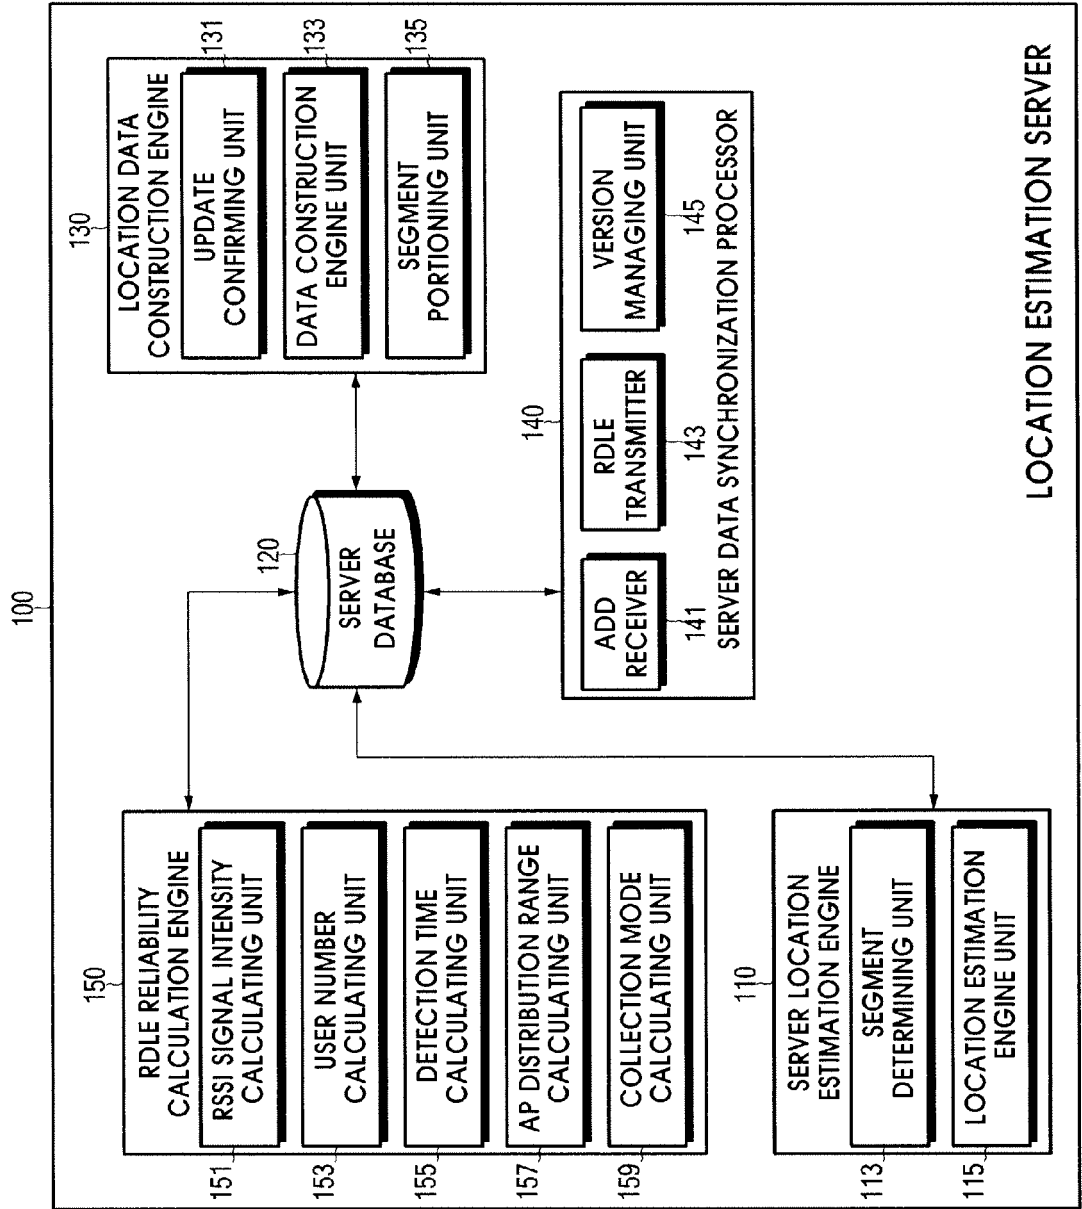 100
150
RDLE RELIABILITY
CALCULATION ENGINE
151
RSSI SIGNAL INTENSITY
CALCULATING UNIT
153
USER NUMBER
CALCULATING UNIT
155
DETECTION TIME
CALCULATING UNIT
157
AP DISTRIBUTION RANGE
CALCULATING UNIT
159
COLLECTION MODE
CALCULATING UNIT
110
SERVER LOCATION
ESTIMATION ENGINE
113
SEGMENT
DETERMINING UNIT
115
LOCATION ESTIMATION
ENGINE UNIT
120
SERVER
DATABASE
130
LOCATION DATA
CONSTRUCTION ENGINE
UPDATE
CONFIRMING UNIT
131
DATA CONSTRUCTION
ENGINE UNIT
133
SEGMENT
PORTIONING UNIT
135
140
ADD
RECEIVER
141
RDLE
TRANSMITTER
143
VERSION
MANAGING UNIT
145
SERVER DATA SYNCHRONIZATION PROCESSOR
LOCATION ESTIMATION SERVER